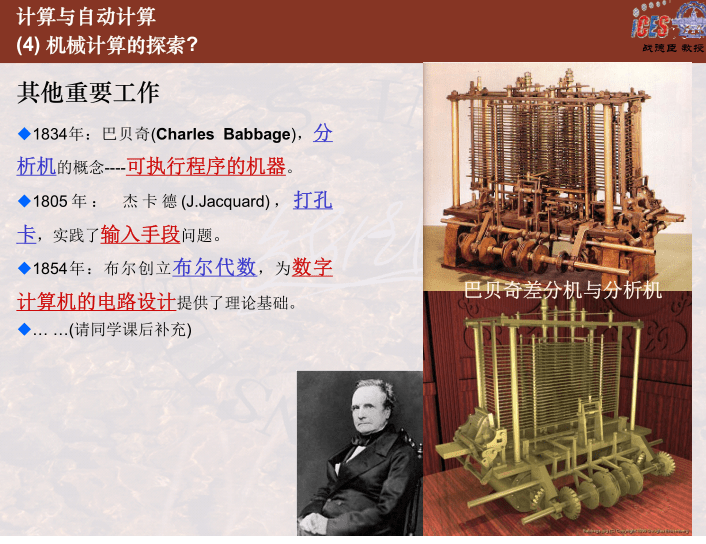 计算与自动计算
(4) 机械计算的探索?
ICES
战德臣 教授
其他重要工作
◆1834年：巴贝奇(Charles Babbage)，分
析机的概念----可执行程序的机器。
◆1805年： 杰卡德(J.Jacquard)，打孔
卡，实践了输入手段问题。
◆1854年：布尔创立布尔代数，为数字
计算机的电路设计提供了理论基础。
◆… …(请同学课后补充)
巴贝奇差分机与分析机